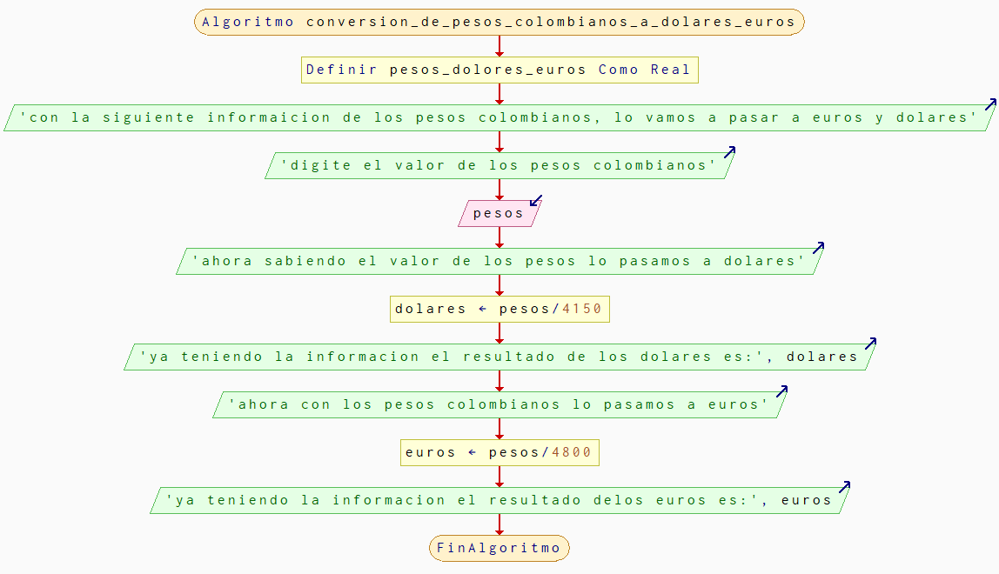 Algoritmo conversion_de_pesos_colombianos_a_dolares_euros
Definir pesos_dolores_euros Como Real
'con la siguiente informaicion de los pesos colombianos, lo vamos a pasar a euros y dolares'
'digite el valor de los pesos colombianos'
pesos
'ahora sabiendo el valor de los pesos lo pasamos a dolares'
dolares ← pesos/4150
'ya teniendo la informacion el resultado de los dolares es:', dolares
'ahora con los pesos colombianos lo pasamos a euros'
euros ← pesos/4800
'ya teniendo la informacion el resultado delos euros es:', euros
FinAlgoritmo